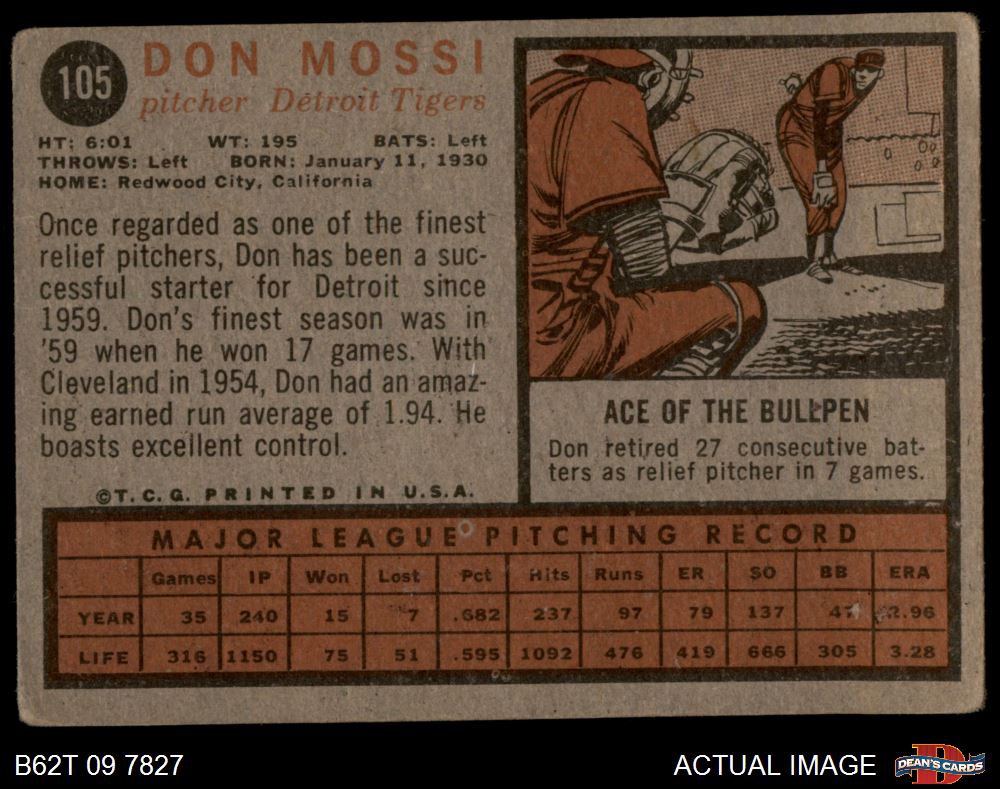 105
DON MOSSI
pitcher Detroit Tigers
HT: 6:01 WT: 195 BATS: Left
THROWS: Left BORN: January 11, 1930
HOME: Redwood City, California
Once regarded as one of the finest
relief pitchers, Don has been a suc-
cessful starter for Detroit since
1959. Don's finest season was in
'59 when he won 17 games. With
Cleveland in 1954, Don had an amaz-
ing earned run average of 1.94. He
boasts excellent control.
©T.C.G. PRINTED IN U.S.A.
ACE OF THE BULLPEN
Don retired 27 consecutive bat-
ters as relief pitcher in 7 games.
MAJOR LEAGUE PITCHING RECORD
Games IP Won Lost Pct Hits Runs ER SO BB ERA
YEAR 35 240 15 7 .682 237 97 79 137 47 2.96
LIFE 316 1150 75 51 .595 1092 476 419 666 305 3.28
B62T 09 7827
ACTUAL IMAGE
D
DEAN'S CARDS